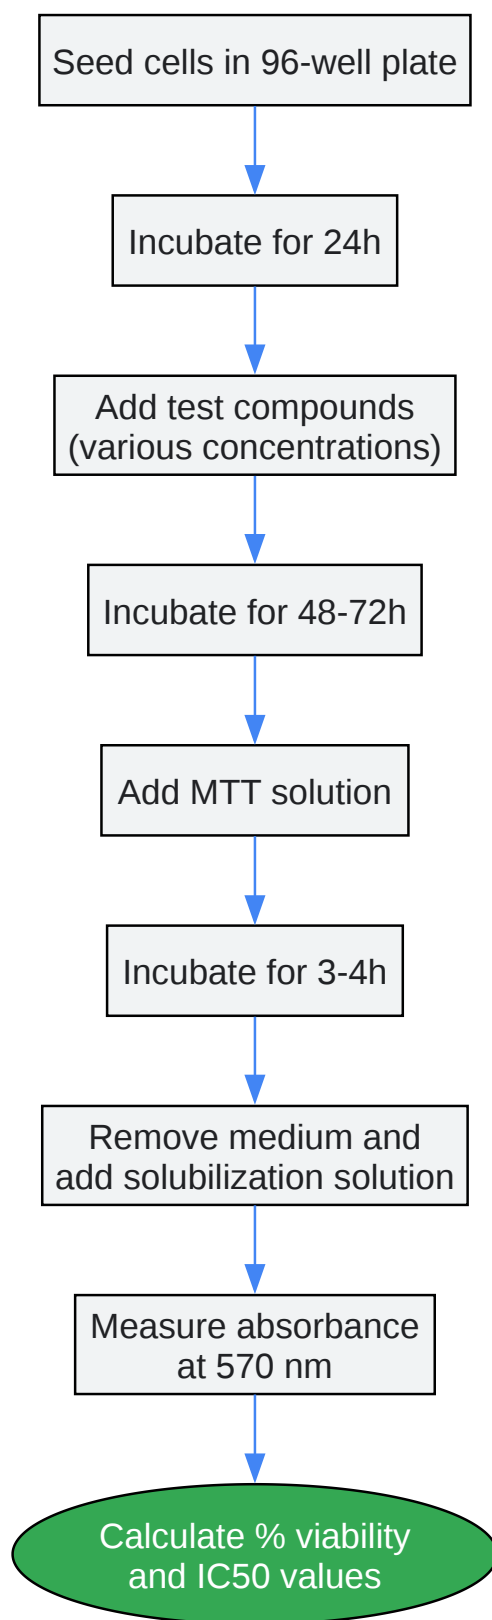 Seed cells in 96-well plate
Incubate for 24h
Add test compounds
(various concentrations)
Incubate for 48-72h
Add MTT solution
Incubate for 3-4h
Remove medium and
add solubilization solution
Measure absorbance
at 570 nm
Calculate % viability
and IC50 values